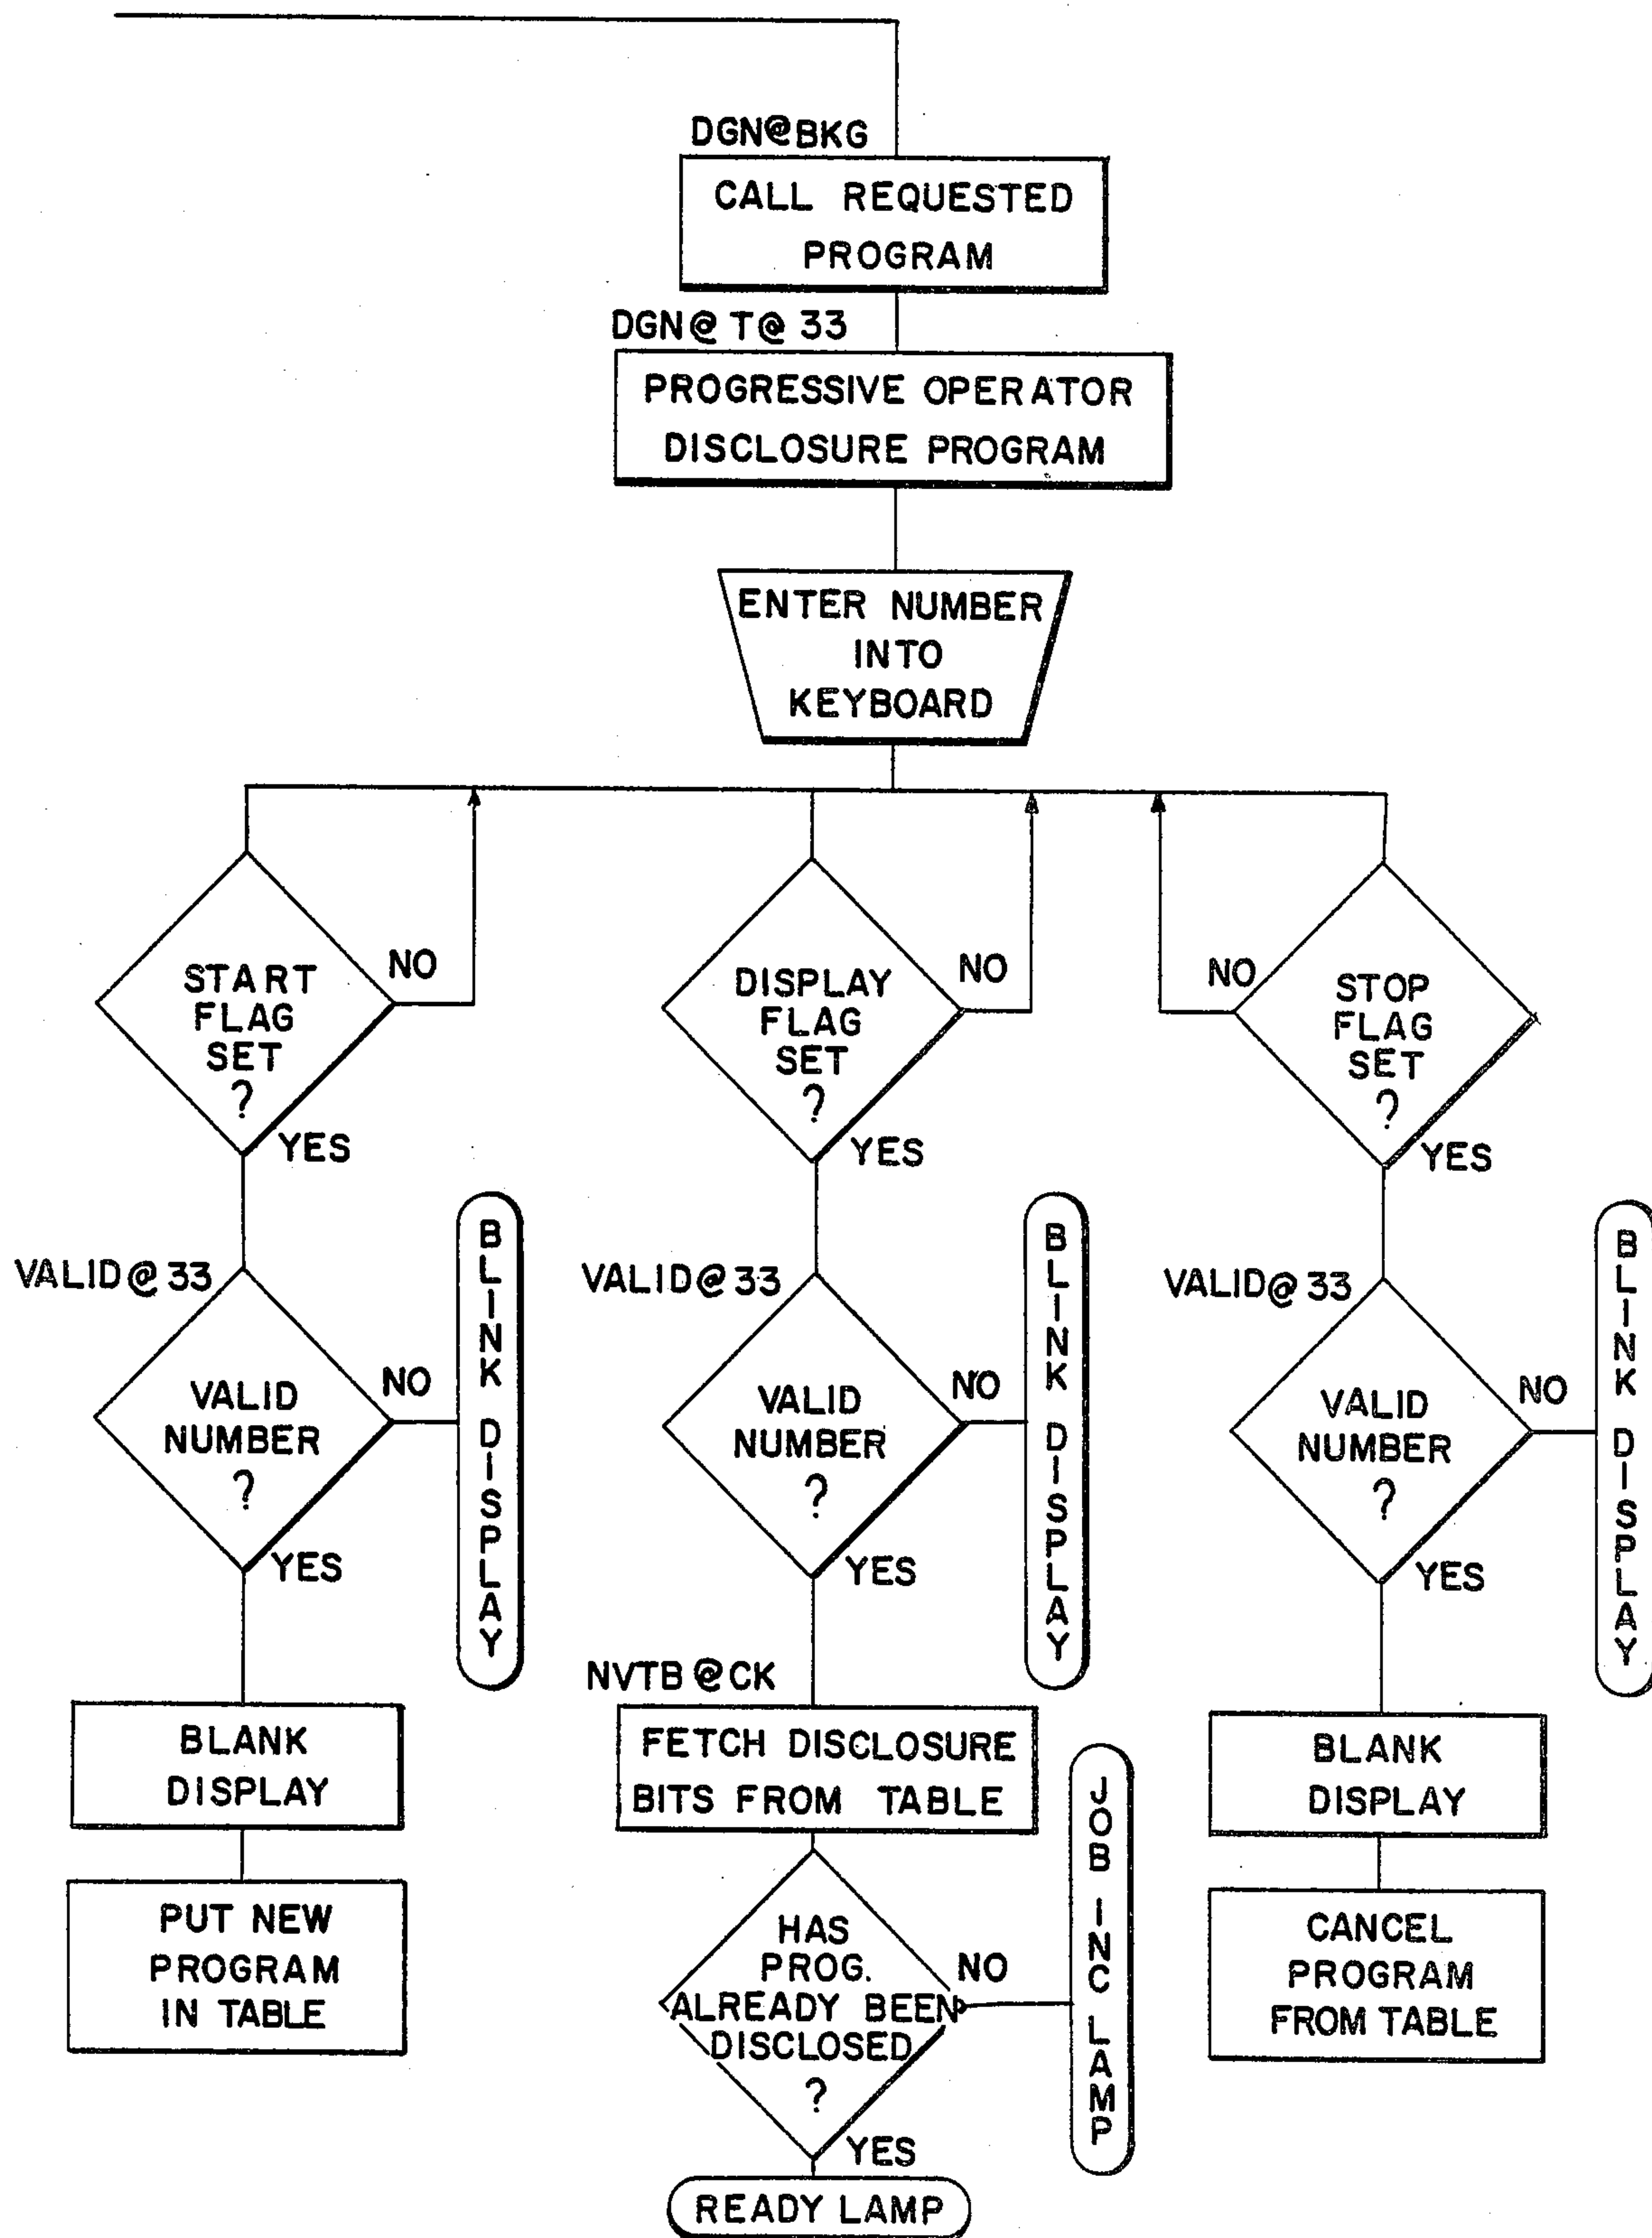 DGN@BKG
CALL REQUESTED
PROGRAM
DGN@ T@ 33
PROGRESSIVE OPERATOR
DISCLOSURE PROGRAM
ENTER NUMBER
INTO
KEYBOARD
START
FLAG
SET
?
NO
YES
DISPLAY
FLAG
SET
?
NO
YES
STOP
FLAG
SET
?
NO
YES
VALID@33
VALID
NUMBER
?
NO
YES
BLINK DISPLAY
VALID@33
VALID
NUMBER
?
NO
YES
BLINK DISPLAY
VALID@33
VALID
NUMBER
?
NO
YES
BLINK DISPLAY
BLANK
DISPLAY
PUT NEW
PROGRAM
IN TABLE
NVTB@CK
FETCH DISCLOSURE
BITS FROM TABLE
HAS
PROG.
ALREADY BEEN
DISCLOSED
?
NO
YES
JOB INC LAMP
READY LAMP
BLANK
DISPLAY
CANCEL
PROGRAM
FROM TABLE